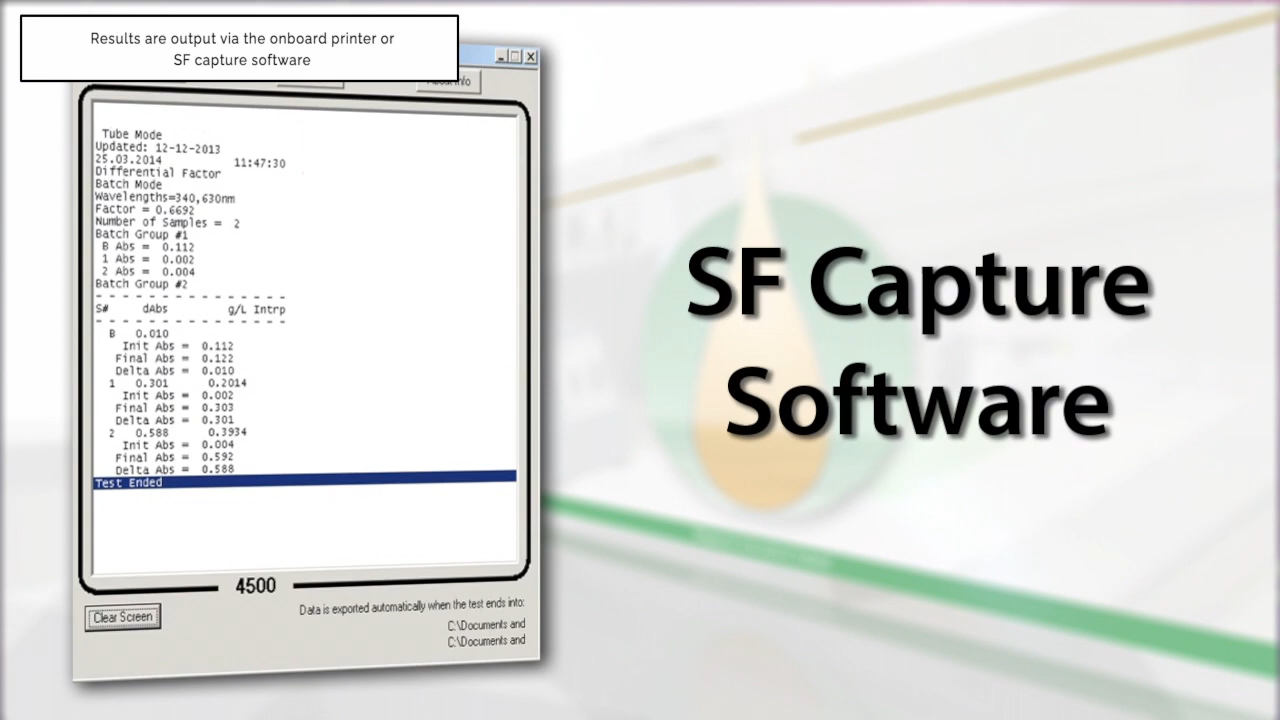 Results are output via the onboard printer or
SF capture software
Info
Tube Mode
Updated: 12-12-2013
25.03.2014 11:47:30
Differential Factor
Batch Mode
Wavelengths=340,630nm
Factor = 0.6692
Number of Samples = 2
Batch Group #1
B Abs = 0.112
1 Abs = 0.002
2 Abs = 0.004
Batch Group #2
- - - - - - - - - - - - - - -
S# dAbs g/L Intrp
- - - - - - - - - - - - - - -
B 0.010
Init Abs = 0.112
Final Abs = 0.122
Delta Abs = 0.010
1 0.301 0.2014
Init Abs = 0.002
Final Abs = 0.303
Delta Abs = 0.301
2 0.588 0.3934
Init Abs = 0.004
Final Abs = 0.592
Delta Abs = 0.588
Test Ended
4500
Clear Screen
Data is exported automatically when the test ends into:
C:\Documents and
C:\Documents and
SF Capture
Software